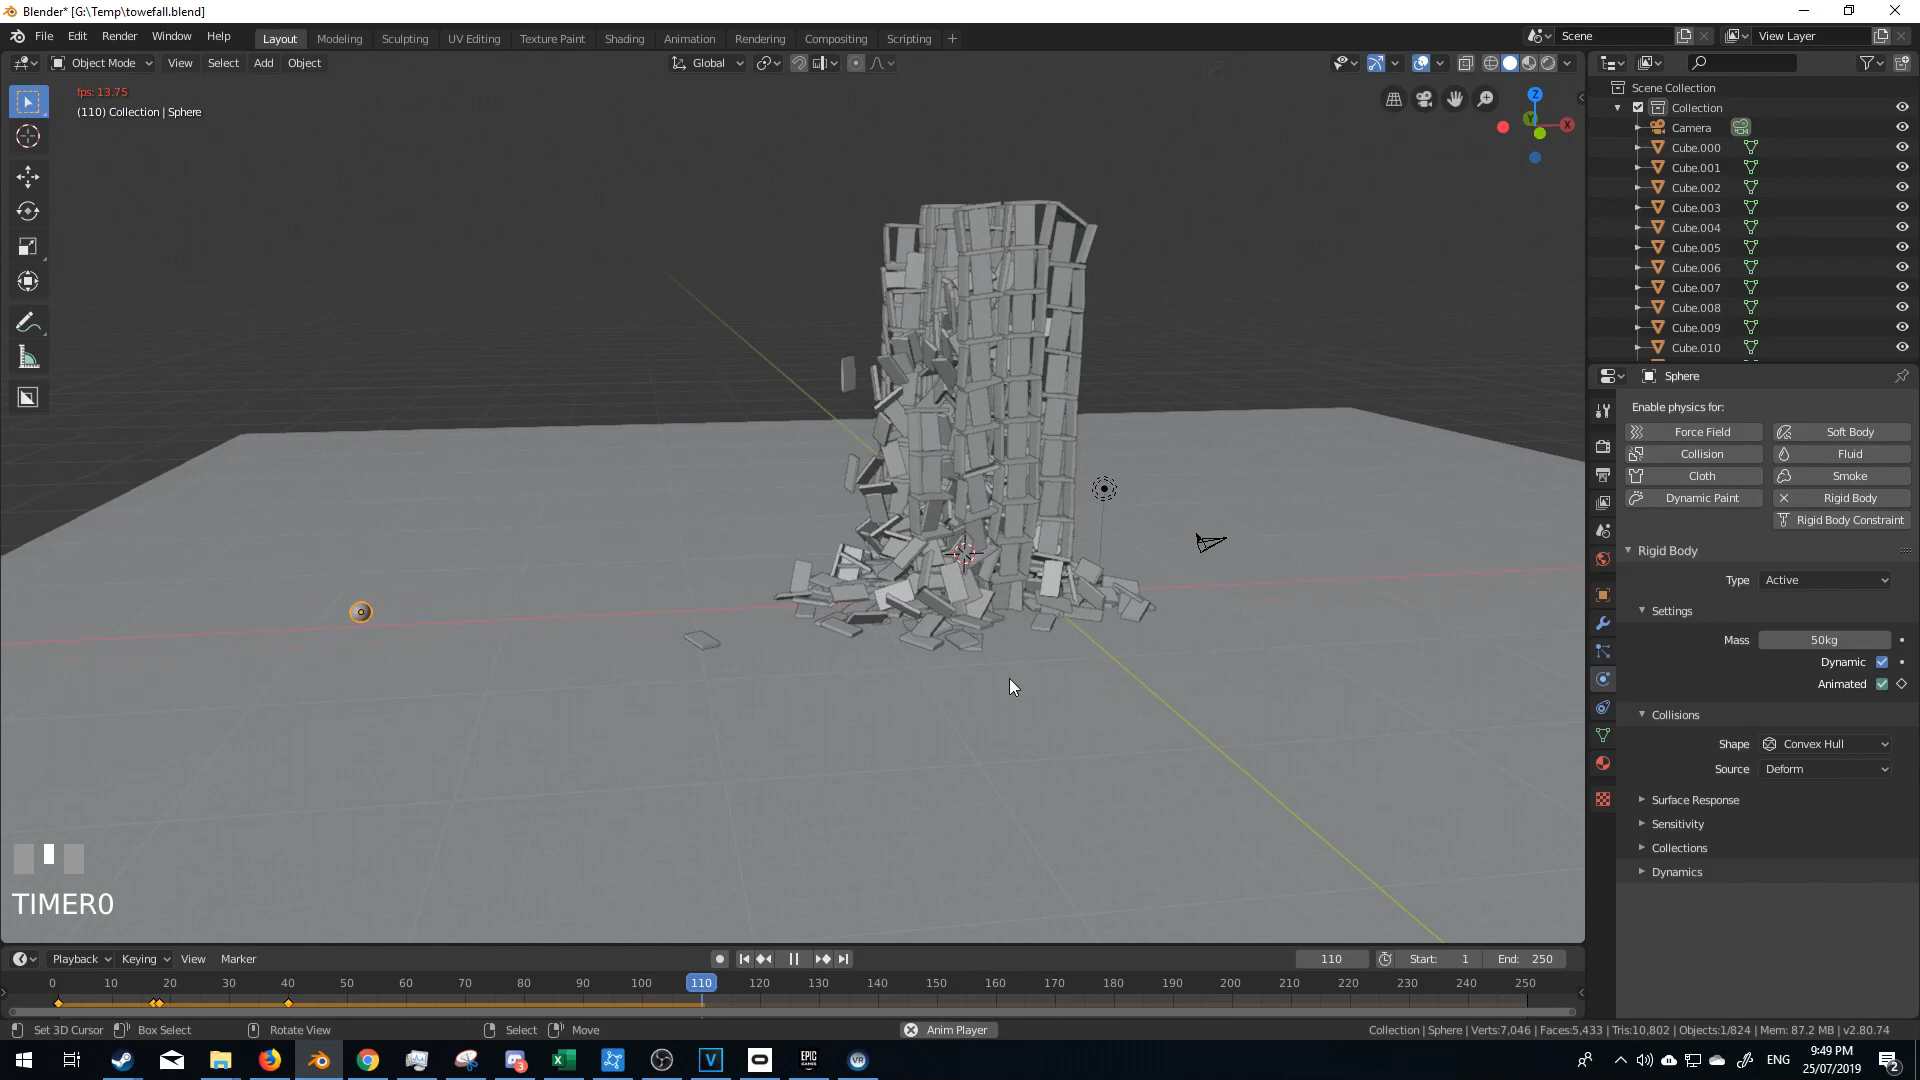 Blender* [G:\Temp\towefall.blend]
File Edit Render Window Help
Layout Modeling Sculpting UV Editing Texture Paint Shading Animation Rendering Compositing Scripting
Scene
View Layer
Object Mode View Select Add Object
Global
fps: 13.75
(110) Collection | Sphere
Z
Y
X
Scene Collection
Collection
Camera
Cube.000
Cube.001
Cube.002
Cube.003
Cube.004
Cube.005
Cube.006
Cube.007
Cube.008
Cube.009
Cube.010
Sphere
Enable physics for:
Force Field Soft Body
Collision Fluid
Cloth Smoke
Dynamic Paint Rigid Body
Rigid Body Constraint
Rigid Body
Type Active
Settings
Mass 50kg
Dynamic
Animated
Collisions
Shape Convex Hull
Source Deform
Surface Response
Sensitivity
Collections
Dynamics
TIMER0
Playback Keying View Marker
110 Start: 1 End: 250
0 10 20 30 40 50 60 70 80 90 100 110 120 130 140 150 160 170 180 190 200 210 220 230 240 250
Set 3D Cursor Box Select Rotate View Select Move Anim Player
Collection | Sphere | Verts:7,046 | Faces:5,433 | Tris:10,802 | Objects:1/824 | Mem: 87.2 MB | v2.80.74
3
V
EPIC
GAMES
VR
ENG
9:49 PM
25/07/2019
2